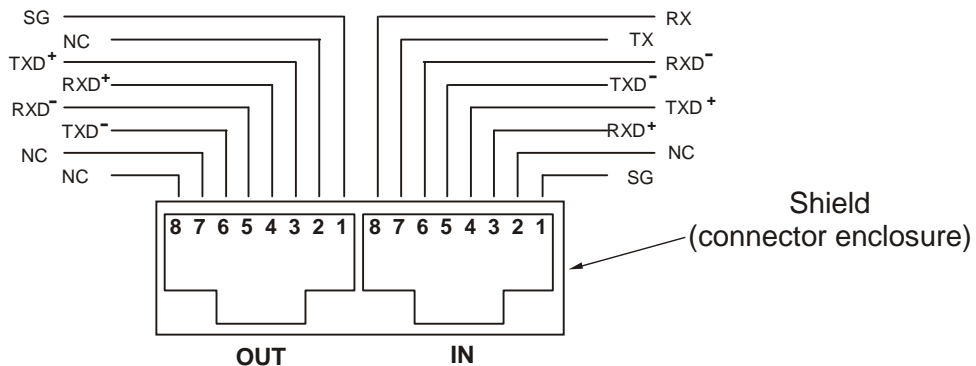 SG
NC
TXD+
RXD+
RXD-
TXD-
NC
NC
RX
TX
RXD-
TXD-
TXD+
RXD+
NC
SG
Shield
(connector enclosure)
8 7 6 5 4 3 2 1
8 7 6 5 4 3 2 1
OUT
IN